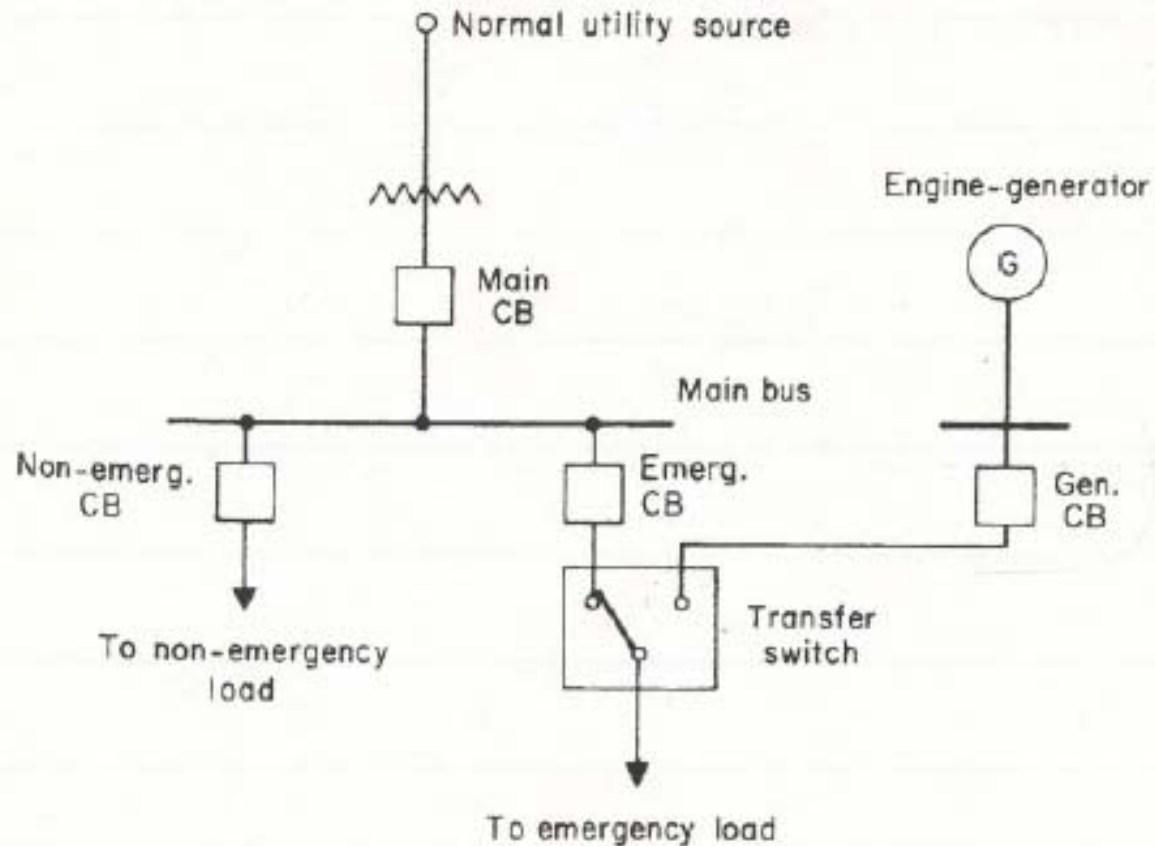 Normal utility source
Engine-generator
G
Main
CB
Main bus
Non-emerg.
CB
Emerg.
CB
Gen.
CB
Transfer
switch
To non-emergency
load
To emergency load